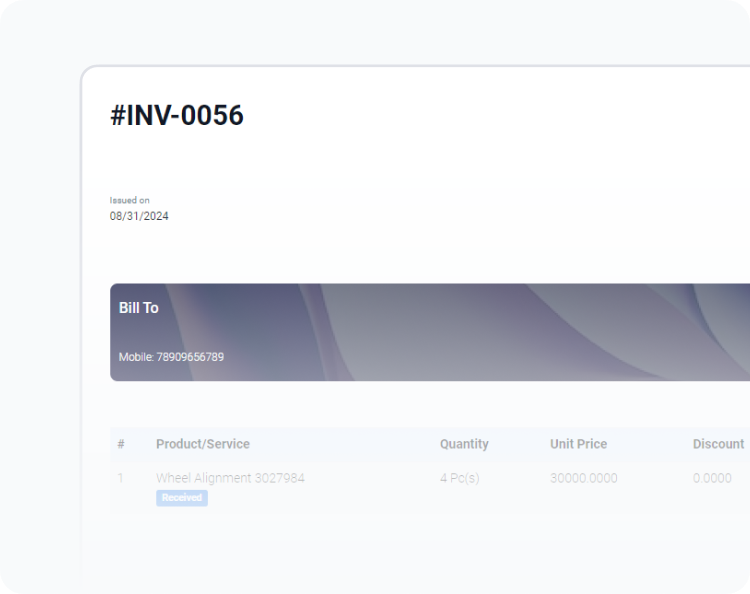 #INV-0056
Issued on
08/31/2024
Bill To
Mobile: 78909656789
# Product/Service Quantity Unit Price Discount
1 Wheel Alignment 3027984 4 Pc(s) 30000.0000 0.0000
Received